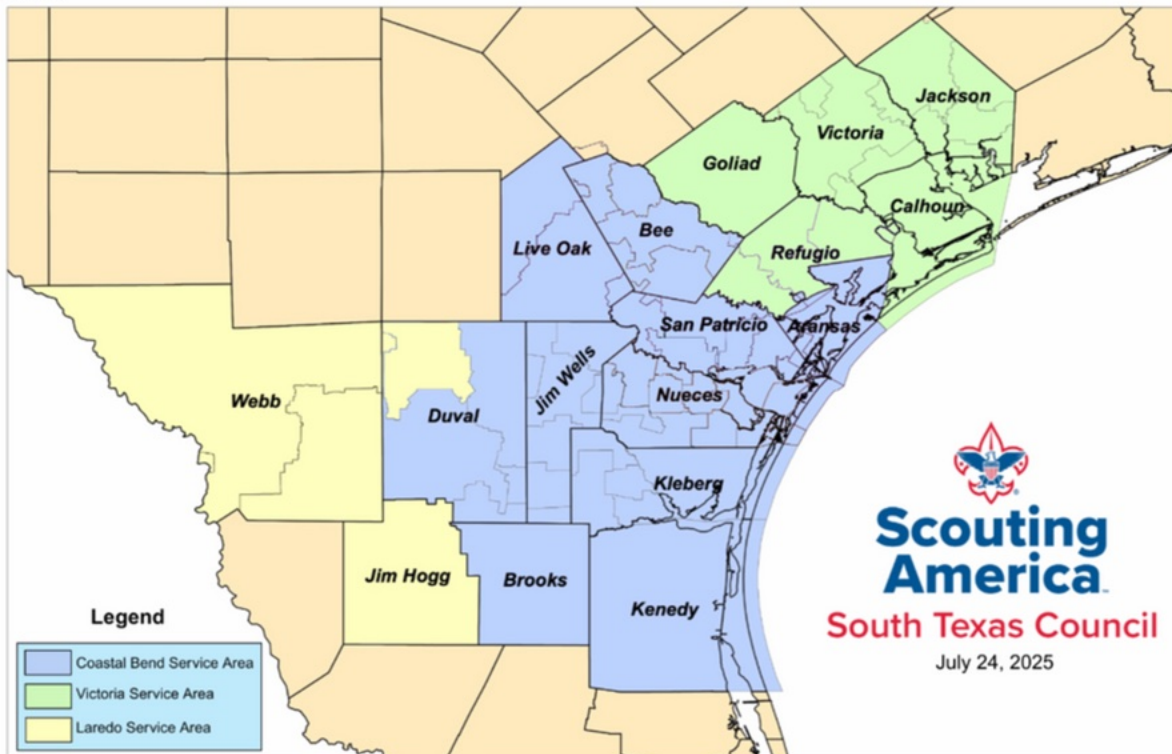 Jackson
Victoria
Goliad
Calhoun
Bee
Live Oak
Refugio
San Patricio
Aransas
Jim Wells
Nueces
Webb
Duval
Kleberg
Jim Hogg
Brooks
Kenedy
Legend
Coastal Bend Service Area
Victoria Service Area
Laredo Service Area
Scouting
America
South Texas Council
July 24, 2025